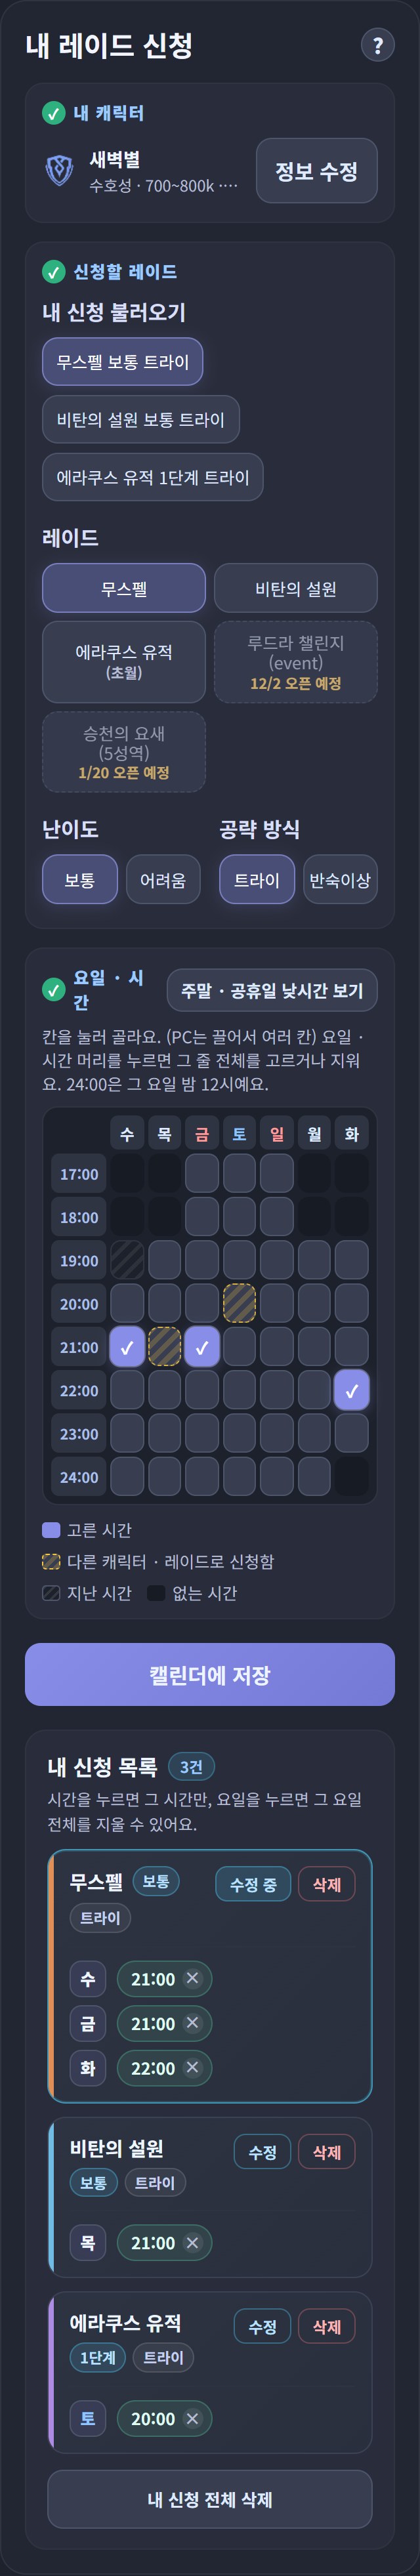 내 레이드 신청
?
내 캐릭터
새벽별
수호성 · 700~800k ····
정보 수정
신청할 레이드
내 신청 불러오기
무스펠 보통 트라이
비탄의 설원 보통 트라이
에라쿠스 유적 1단계 트라이
레이드
무스펠
비탄의 설원
에라쿠스 유적
(초월)
루드라 챌린지
(event)
12/2 오픈 예정
승천의 요새
(5성역)
1/20 오픈 예정
난이도
공략 방식
보통
어려움
트라이
반숙이상
요일 · 시
간
주말 · 공휴일 낮시간 보기
칸을 눌러 골라요. (PC는 끌어서 여러 칸) 요일 ·
시간 머리를 누르면 그 줄 전체를 고르거나 지워
요. 24:00은 그 요일 밤 12시예요.
수 목 금 토 일 월 화
17:00
18:00
19:00
20:00
21:00 ✓ ✓
22:00 ✓
23:00
24:00
고른 시간
다른 캐릭터 · 레이드로 신청함
지난 시간 없는 시간
캘린더에 저장
내 신청 목록 3건
시간을 누르면 그 시간만, 요일을 누르면 그 요일
전체를 지울 수 있어요.
무스펠 보통 수정 중 삭제
트라이
수 21:00 ✕
금 21:00 ✕
화 22:00 ✕
비탄의 설원 수정 삭제
보통 트라이
목 21:00 ✕
에라쿠스 유적 수정 삭제
1단계 트라이
토 20:00 ✕
내 신청 전체 삭제